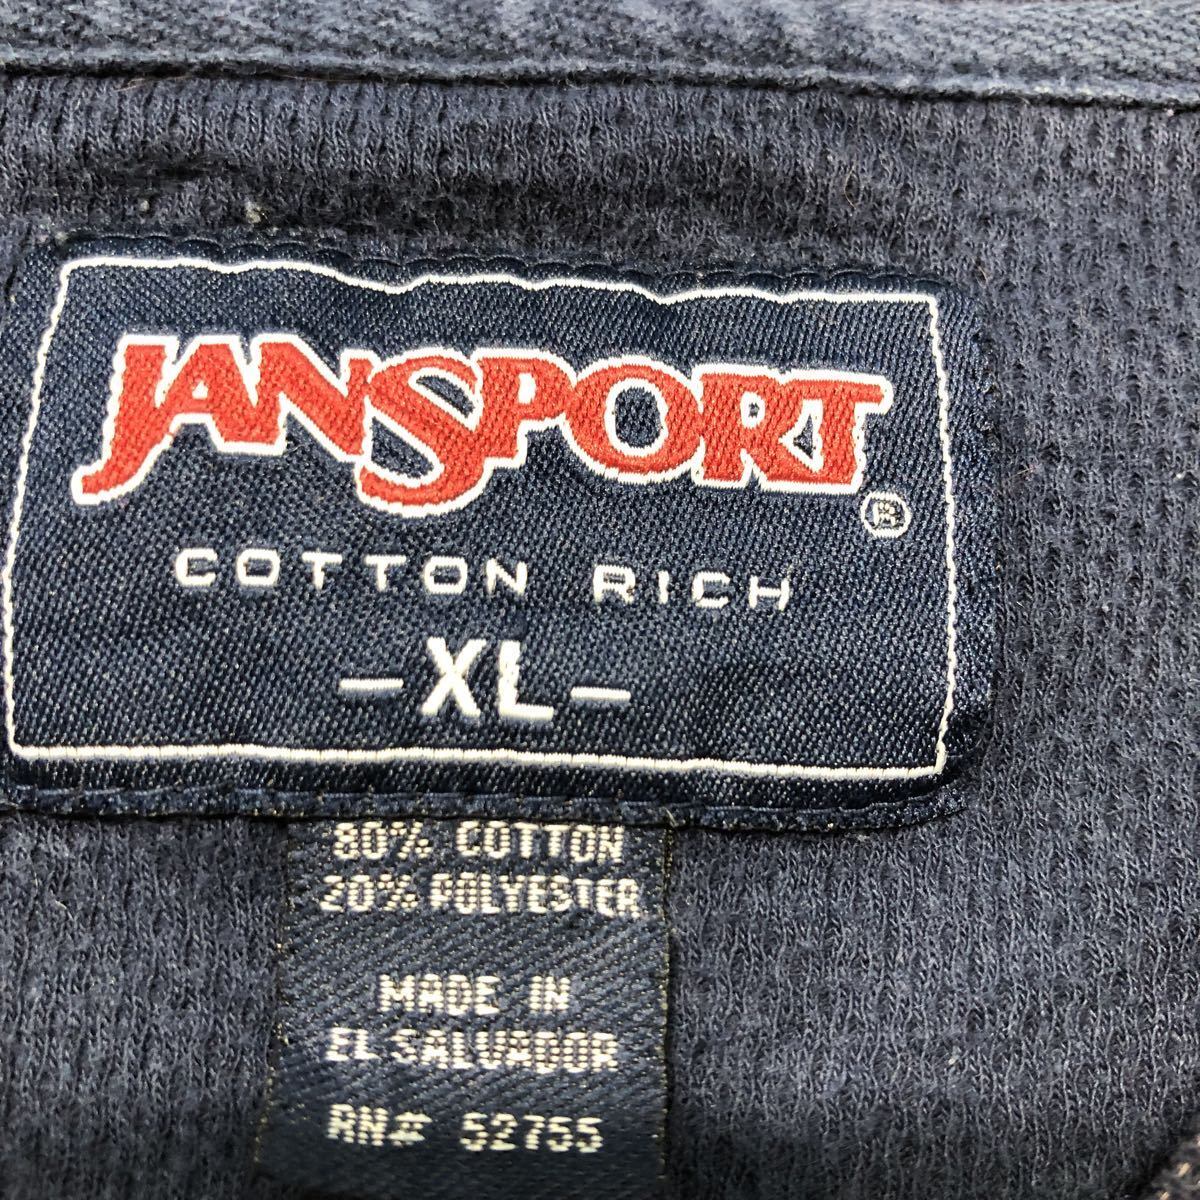 JANSPORT®
COTTON RICH
-XL-
80% COTTON
20% POLYESTER
MADE IN
EL SALVADOR
RN# 52755